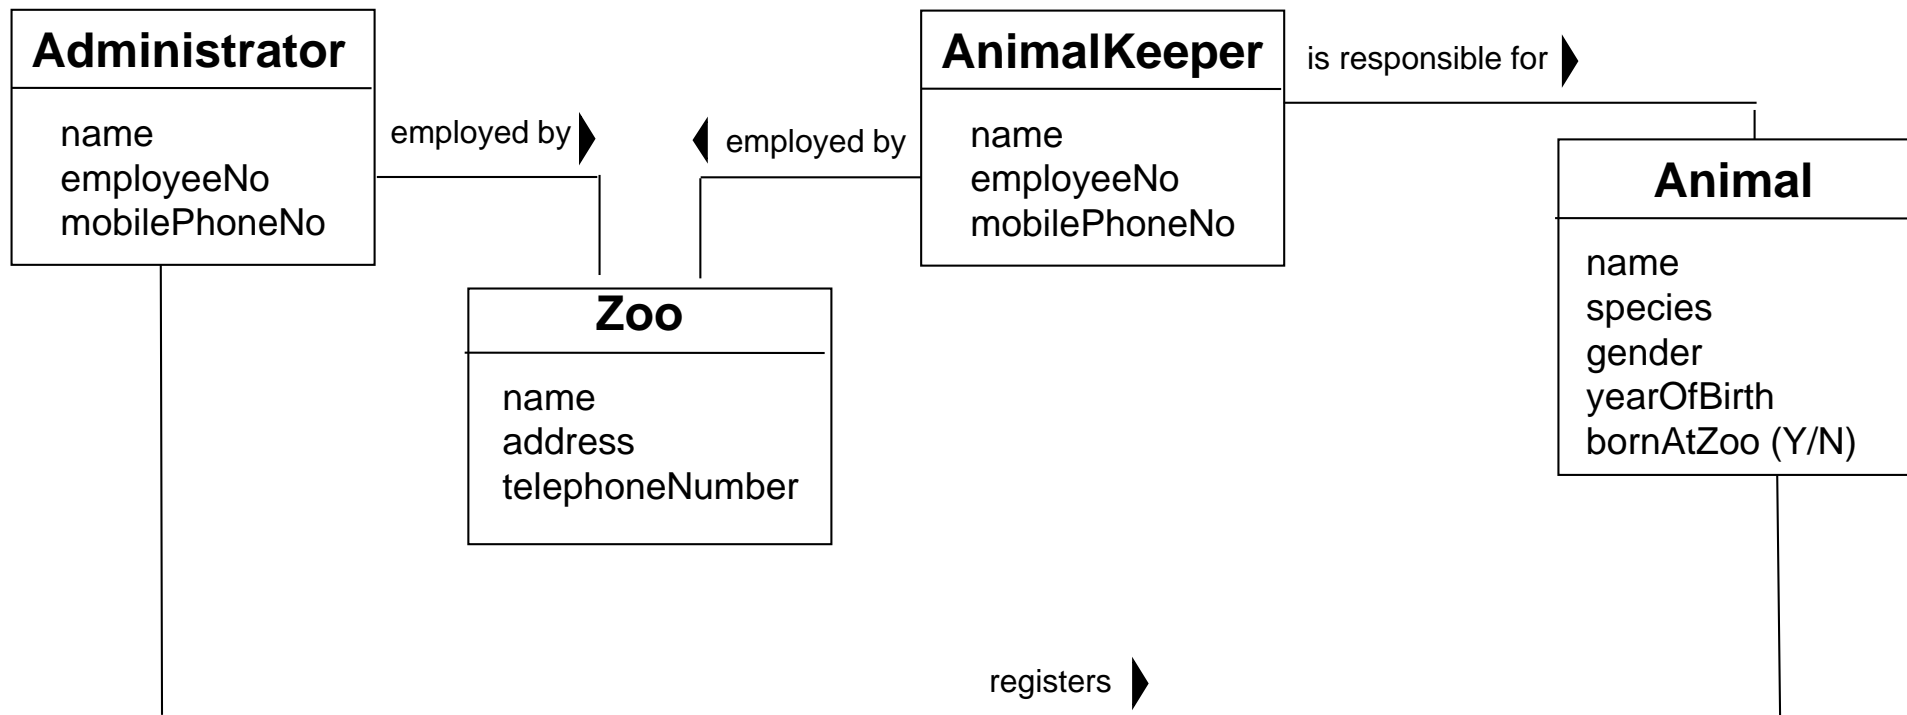 Administrator
name
employeeNo
mobilePhoneNo
employed by
employed by
AnimalKeeper
name
employeeNo
mobilePhoneNo
is responsible for
Animal
name
species
gender
yearOfBirth
bornAtZoo (Y/N)
Zoo
name
address
telephoneNumber
registers